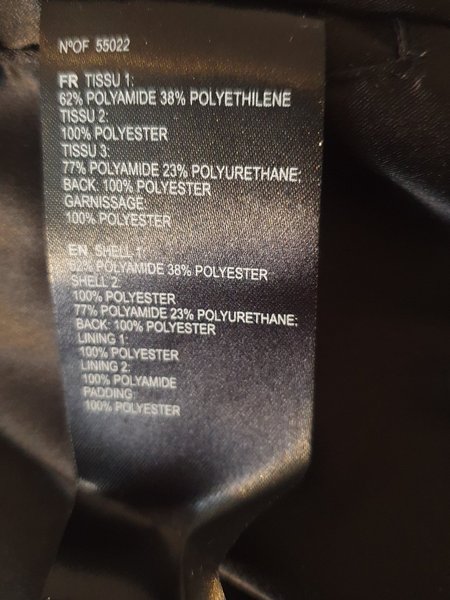 NºOF 55022
FR TISSU 1:
62% POLYAMIDE 38% POLYETHILENE
TISSU 2:
100% POLYESTER
TISSU 3:
77% POLYAMIDE 23% POLYURETHANE;
BACK: 100% POLYESTER
GARNISSAGE:
100% POLYESTER
EN SHELL 1:
62% POLYAMIDE 38% POLYESTER
SHELL 2:
100% POLYESTER
77% POLYAMIDE 23% POLYURETHANE;
BACK: 100% POLYESTER
LINING 1:
100% POLYESTER
LINING 2:
100% POLYAMIDE
PADDING:
100% POLYESTER